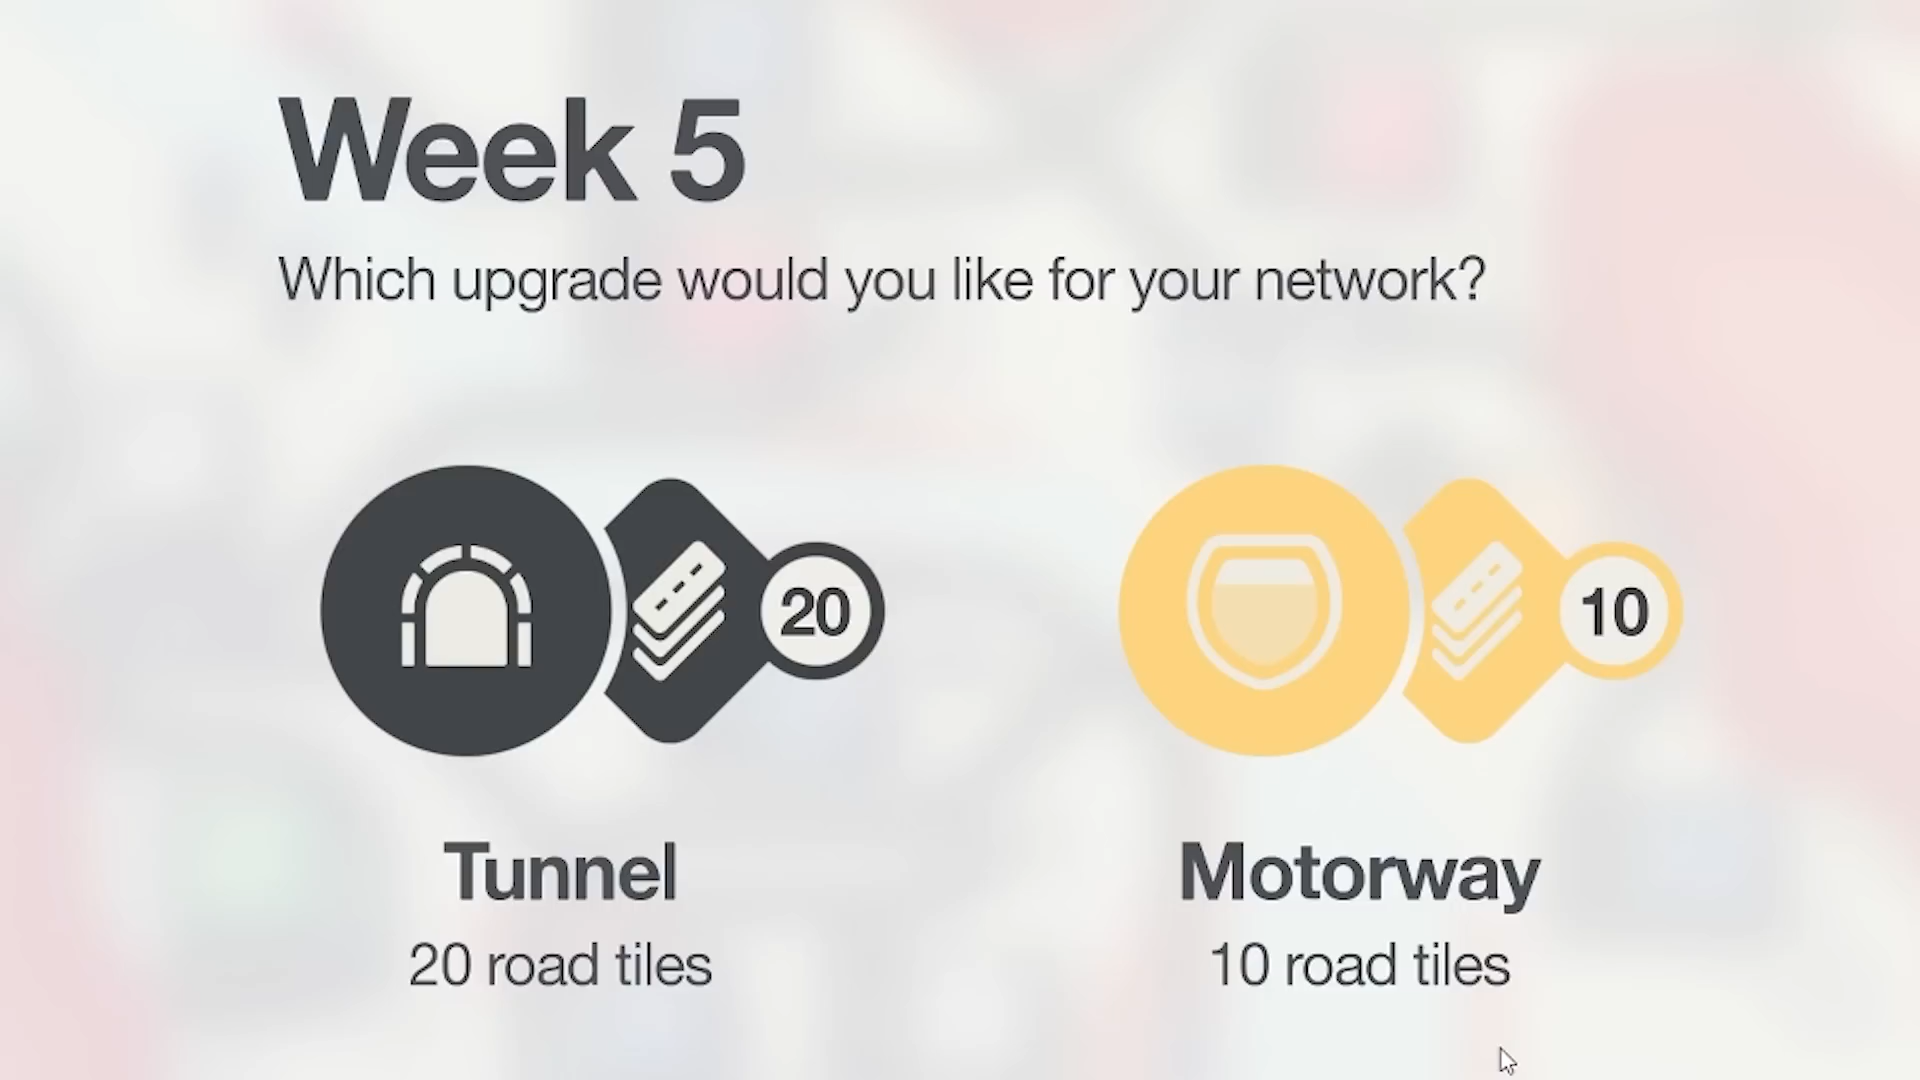 Week 5
Which upgrade would you like for your network?
20
10
Tunnel
Motorway
20 road tiles
10 road tiles